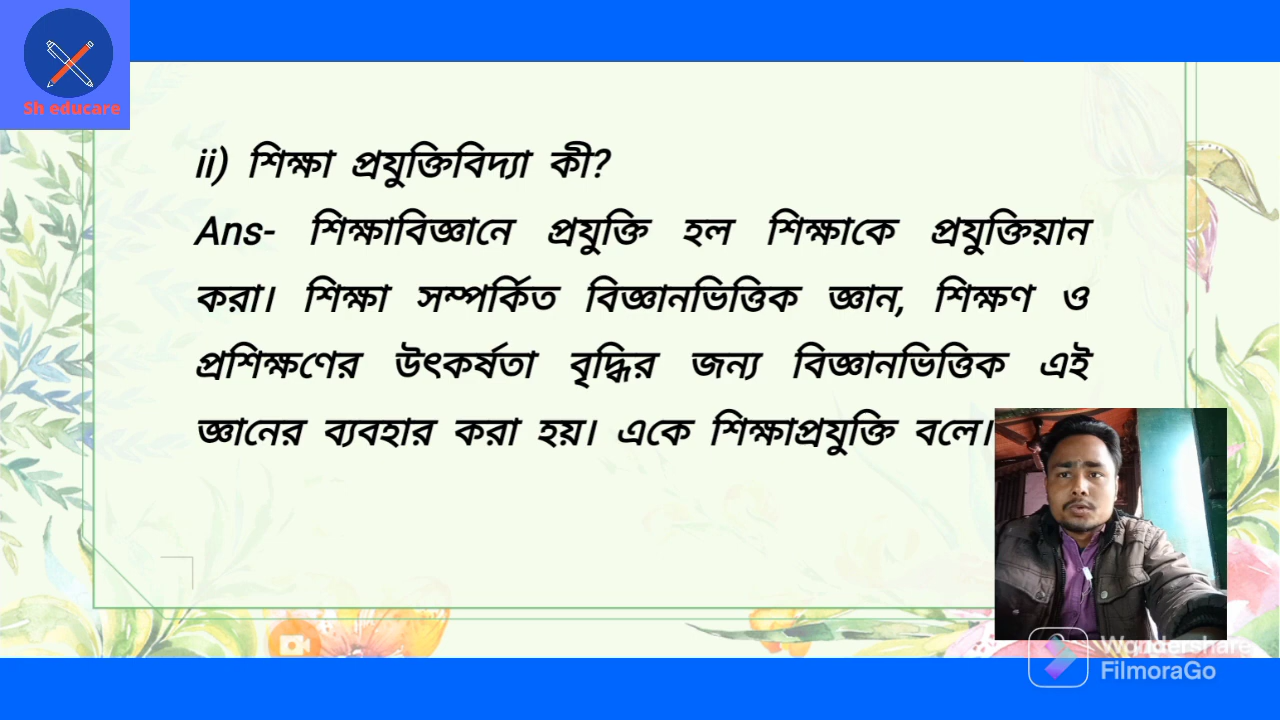 Sh educare
ii) শিক্ষা প্রযুক্তিবিদ্যা কী?
Ans- শিক্ষাবিজ্ঞানে প্রযুক্তি হল শিক্ষাকে প্রযুক্তিয়ান
করা। শিক্ষা সম্পর্কিত বিজ্ঞানভিত্তিক জ্ঞান, শিক্ষণ ও
প্রশিক্ষণের উৎকর্ষতা বৃদ্ধির জন্য বিজ্ঞানভিত্তিক এই
জ্ঞানের ব্যবহার করা হয়। একে শিক্ষাপ্রযুক্তি বলে।
Wondershare
FilmoraGo